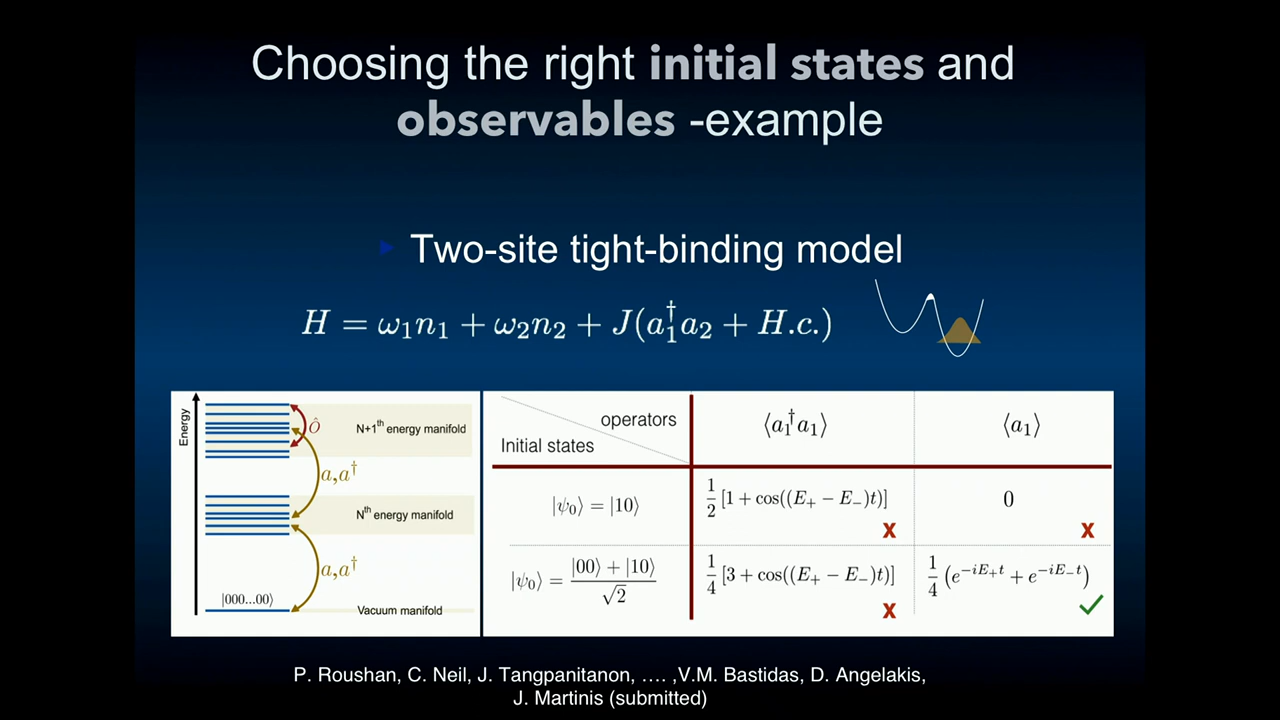 Choosing the right initial states and
observables -example
Two-site tight-binding model
H = ω₁n₁ + ω₂n₂ + J(a₁†a₂ + H.c.)
Energy
N+1th energy manifold
Ô
a,a†
Nth energy manifold
a,a†
|000...00⟩
Vacuum manifold
operators
Initial states
⟨a₁†a₁⟩
⟨a₁⟩
|ψ₀⟩ = |10⟩
1/2 [1 + cos((E₊ − E₋)t)]
x
0
x
|ψ₀⟩ = |00⟩ + |10⟩ / √2
1/4 [3 + cos((E₊ − E₋)t)]
x
1/4 (e^{−iE₊t} + e^{−iE₋t})
✓
P. Roushan, C. Neil, J. Tangpanitanon, .... ,V.M. Bastidas, D. Angelakis,
J. Martinis (submitted)